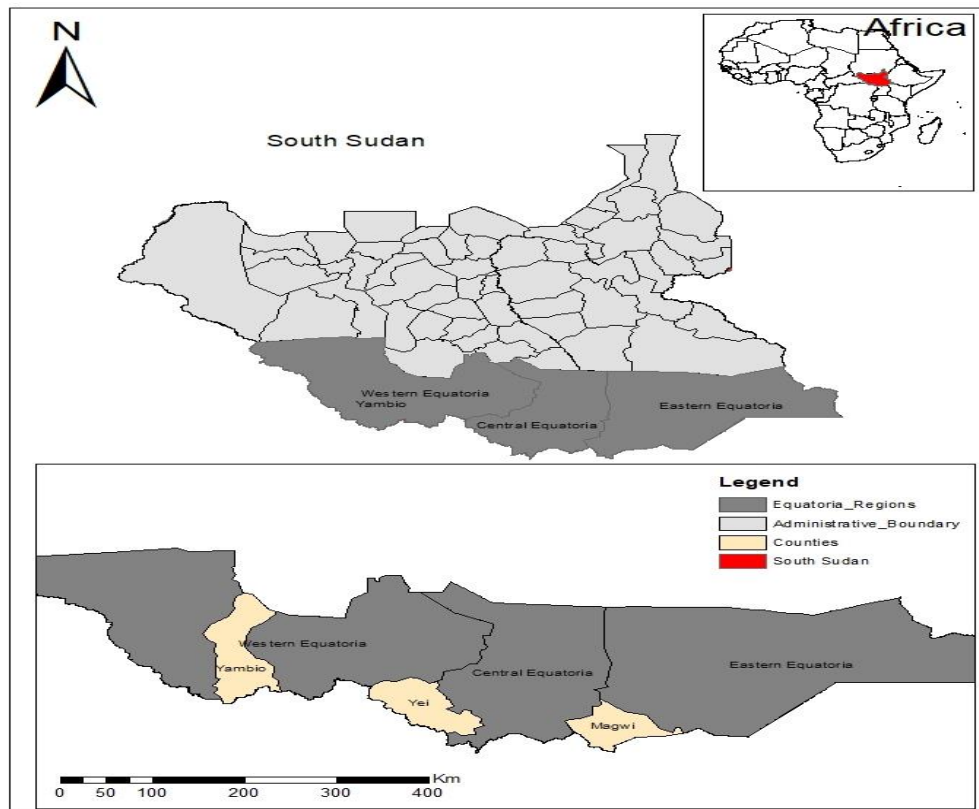 N
Africa
South Sudan
Western Equatoria
Yambio
Eastern Equatoria
Central Equatoria
Legend
Equatoria_Regions
Administrative_Boundary
Counties
South Sudan
Western Equatoria
Yambio
Central Equatoria
Eastern Equatoria
Yei
Magwi
Km
0 50 100 200 300 400